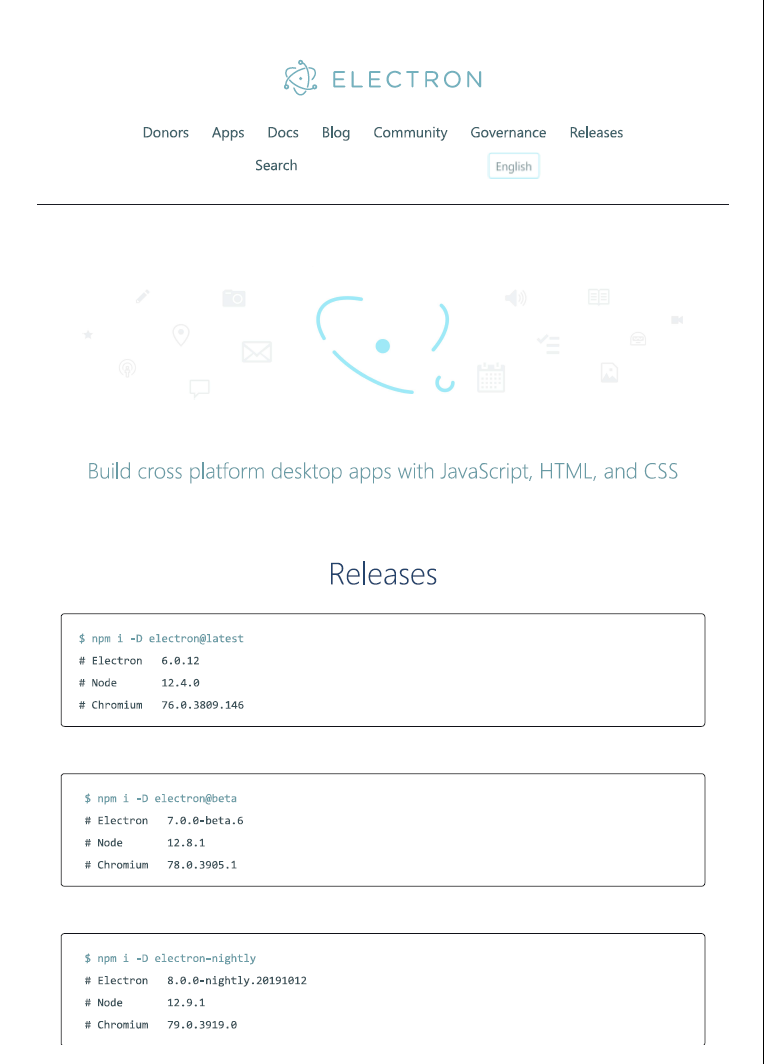 ELECTRON
Donors Apps Docs Blog Community Governance Releases
Search English
Build cross platform desktop apps with JavaScript, HTML, and CSS
Releases
$ npm i -D electron@latest
# Electron 6.0.12
# Node 12.4.0
# Chromium 76.0.3809.146
$ npm i -D electron@beta
# Electron 7.0.0-beta.6
# Node 12.8.1
# Chromium 78.0.3905.1
$ npm i -D electron-nightly
# Electron 8.0.0-nightly.20191012
# Node 12.9.1
# Chromium 79.0.3919.0